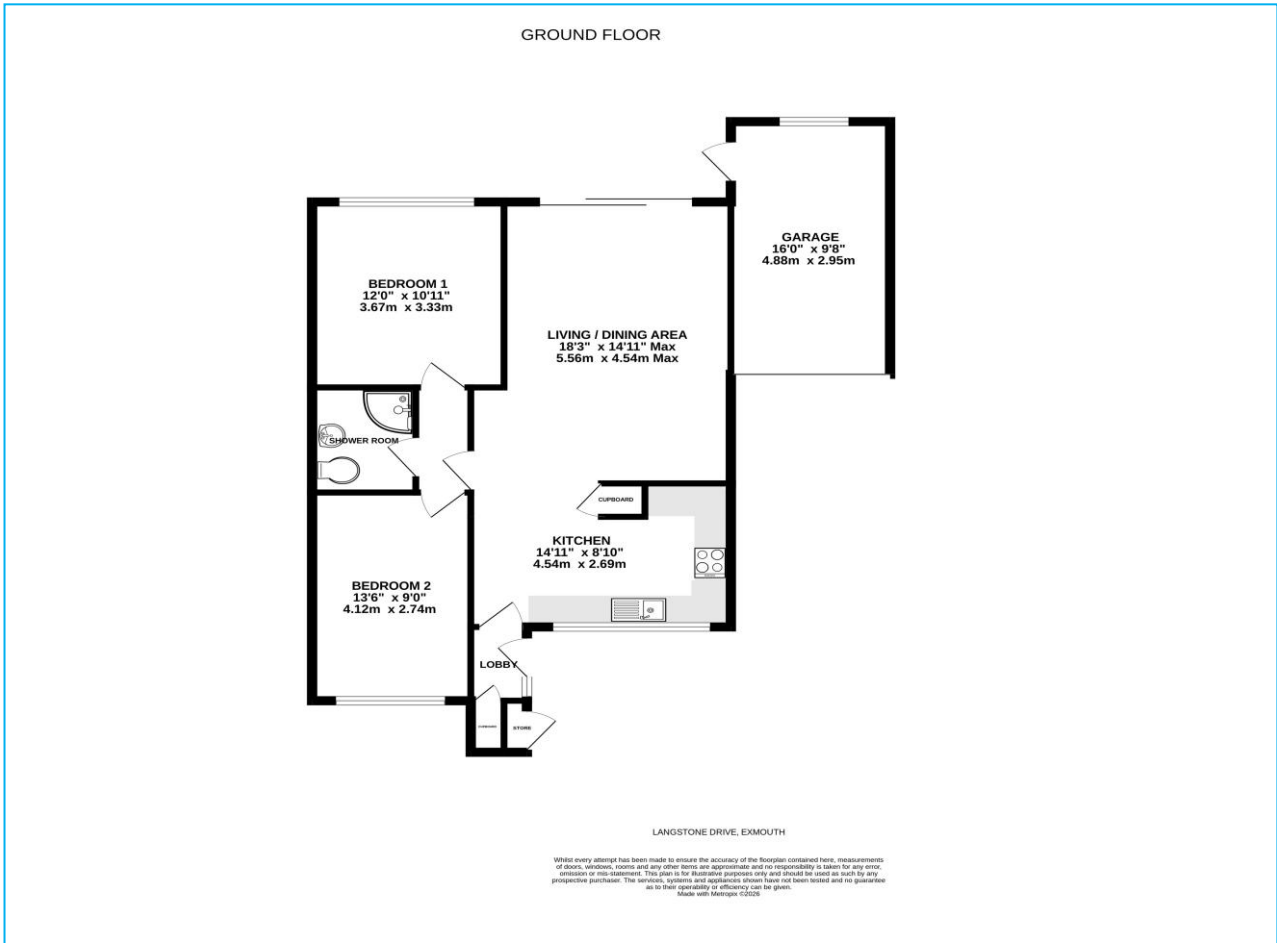 GROUND FLOOR
GARAGE
16'0" x 9'8"
4.88m x 2.95m
BEDROOM 1
12'0" x 10'11"
3.67m x 3.33m
LIVING / DINING AREA
18'3" x 14'11" Max
5.56m x 4.54m Max
SHOWER ROOM
CUPBOARD
KITCHEN
14'11" x 8'10"
4.54m x 2.69m
BEDROOM 2
13'6" x 9'0"
4.12m x 2.74m
LOBBY
CUPBOARD
STORE
LANGSTONE DRIVE, EXMOUTH
Whilst every attempt has been made to ensure the accuracy of the floorplan contained here, measurements
of doors, windows, rooms and any other items are approximate and no responsibility is taken for any error,
omission or mis-statement. This plan is for illustrative purposes only and should be used as such by any
prospective purchaser. The services, systems and appliances shown have not been tested and no guarantee
as to their operability or efficiency can be given.
Made with Metropix ©2026